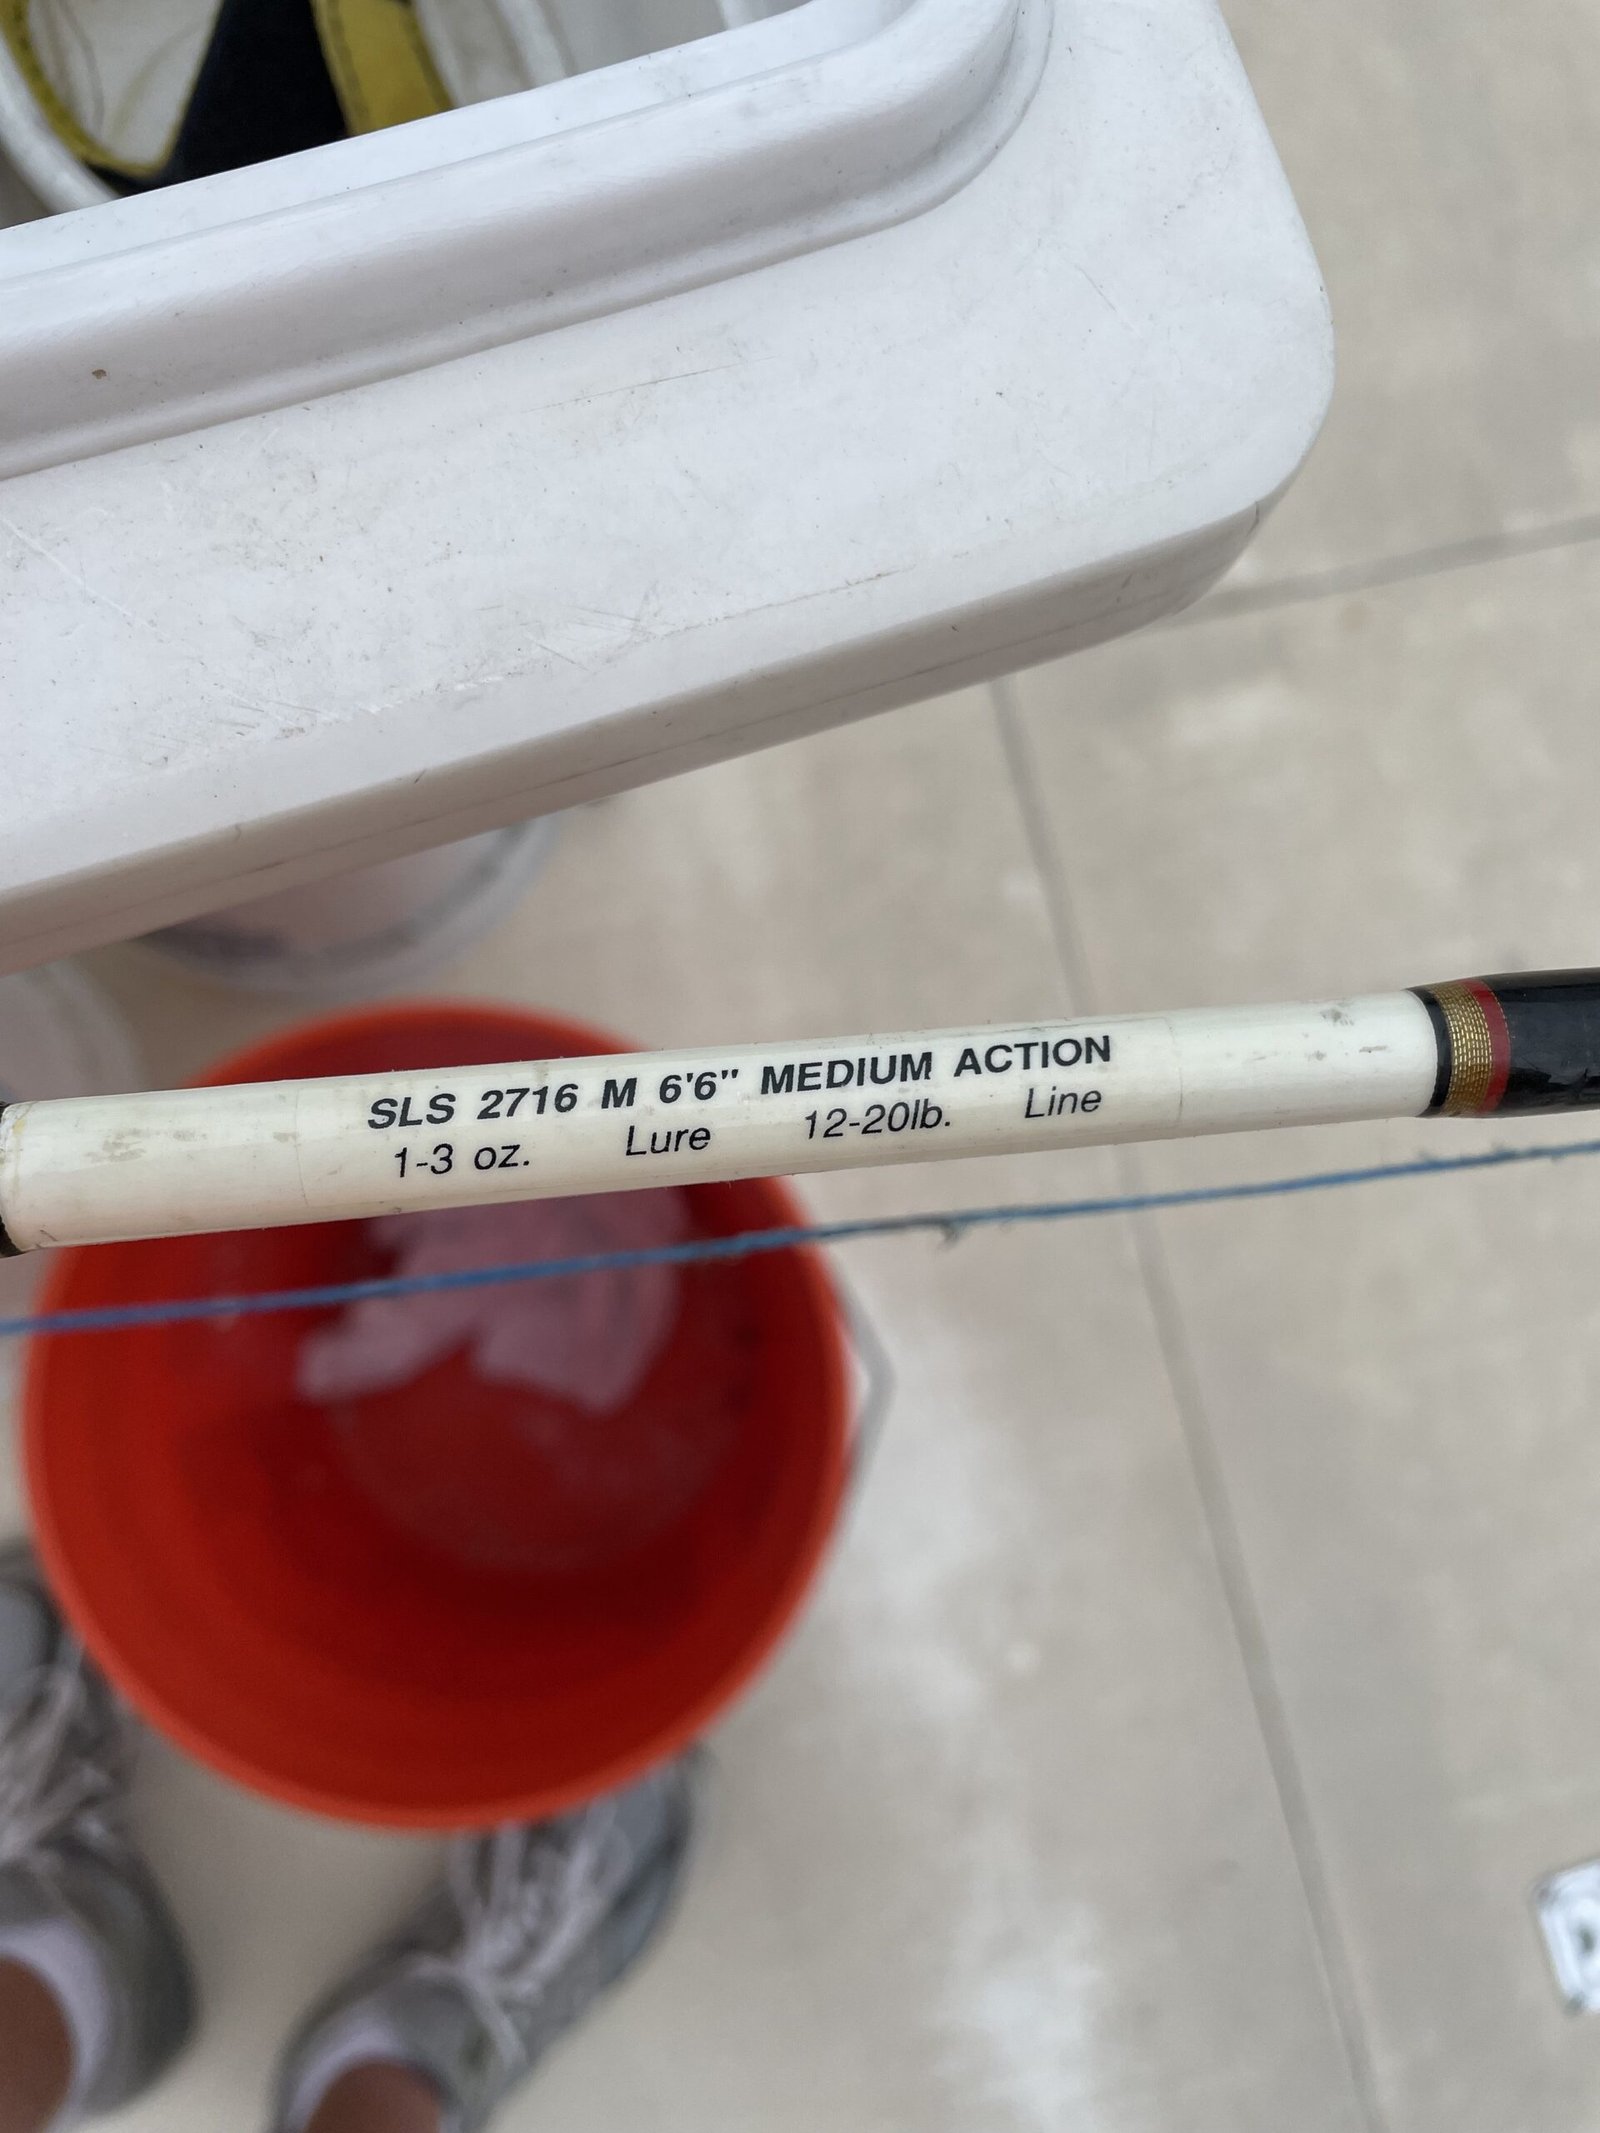 SLS 2716 M 6'6" MEDIUM ACTION
1-3 oz. Lure 12-20lb. Line